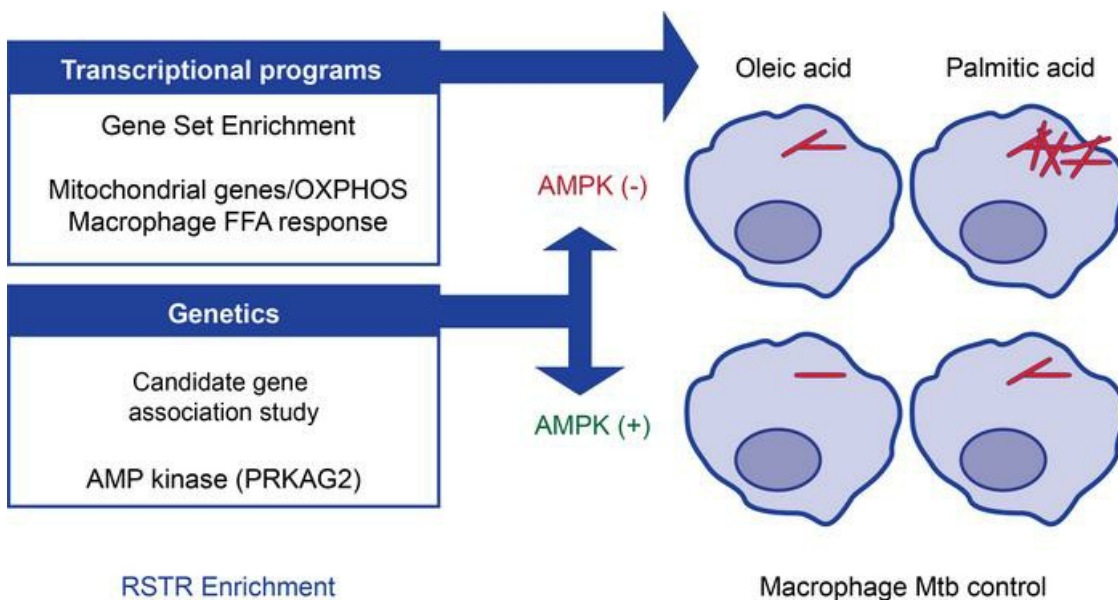 Transcriptional programs
Gene Set Enrichment
Mitochondrial genes/OXPHOS
Macrophage FFA response
Genetics
Candidate gene
association study
AMP kinase (PRKAG2)
RSTR Enrichment
AMPK (-)
AMPK (+)
Oleic acid
Palmitic acid
Macrophage Mtb control